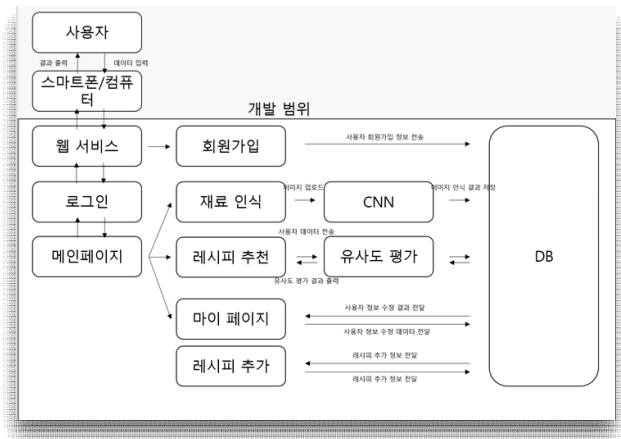 사용자
결과 출력
데이터 입력
스마트폰/컴퓨
터
개발 범위
웹 서비스
회원가입
사용자 회원가입 정보 전송
로그인
재료 인식
이미지 업로드
CNN
이미지 인식 결과 저장
사용자 데이터 전송
메인페이지
레시피 추천
유사도 평가
DB
유사도 평가 결과 출력
마이 페이지
사용자 정보 수정 결과 전달
사용자 정보 수정 데이터 전달
레시피 추가
레시피 추가 정보 전달
레시피 추가 정보 전달